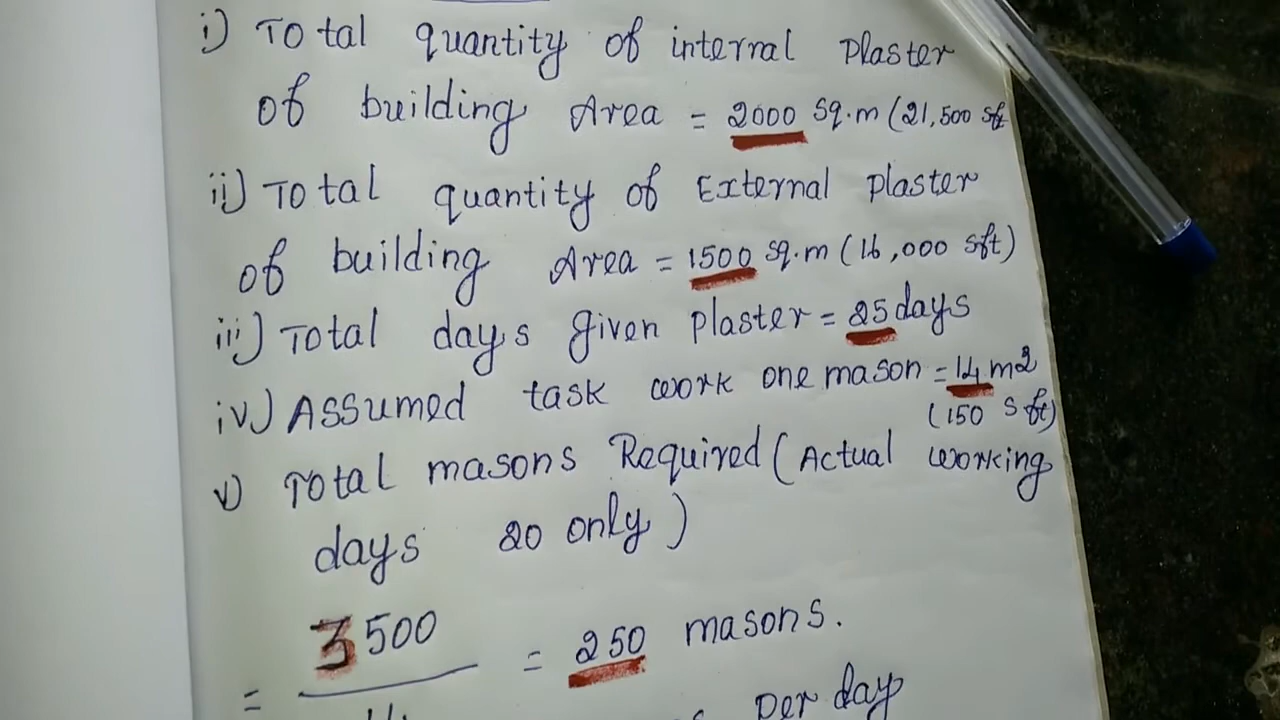 i) Total quantity of internal Plaster
of building Area = 2000 Sq.m (21,500 sft
ii) Total quantity of External plaster
of building Area = 1500 sq.m (16,000 sft)
iii) Total days given plaster = 25 days
iv) Assumed task work one mason = 14 m2
(150 sft)
v) Total masons Required (Actual working
days 20 only)
= 3500 = 250 masons.
Per day